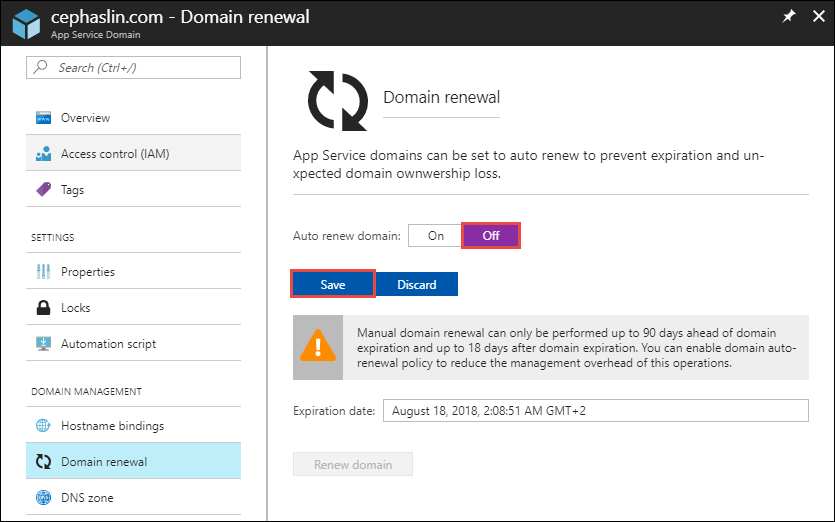 cephaslin.com - Domain renewal
App Service Domain
Search (Ctrl+/)
Overview
Access control (IAM)
Tags
SETTINGS
Properties
Locks
Automation script
DOMAIN MANAGEMENT
Hostname bindings
Domain renewal
DNS zone
Domain renewal
App Service domains can be set to auto renew to prevent expiration and un-
xpected domain ownwership loss.
Auto renew domain: On Off
Save Discard
Manual domain renewal can only be performed up to 90 days ahead of domain
expiration and up to 18 days after domain expiration. You can enable domain auto-
renewal policy to reduce the management overhead of this operations.
Expiration date: August 18, 2018, 2:08:51 AM GMT+2
Renew domain